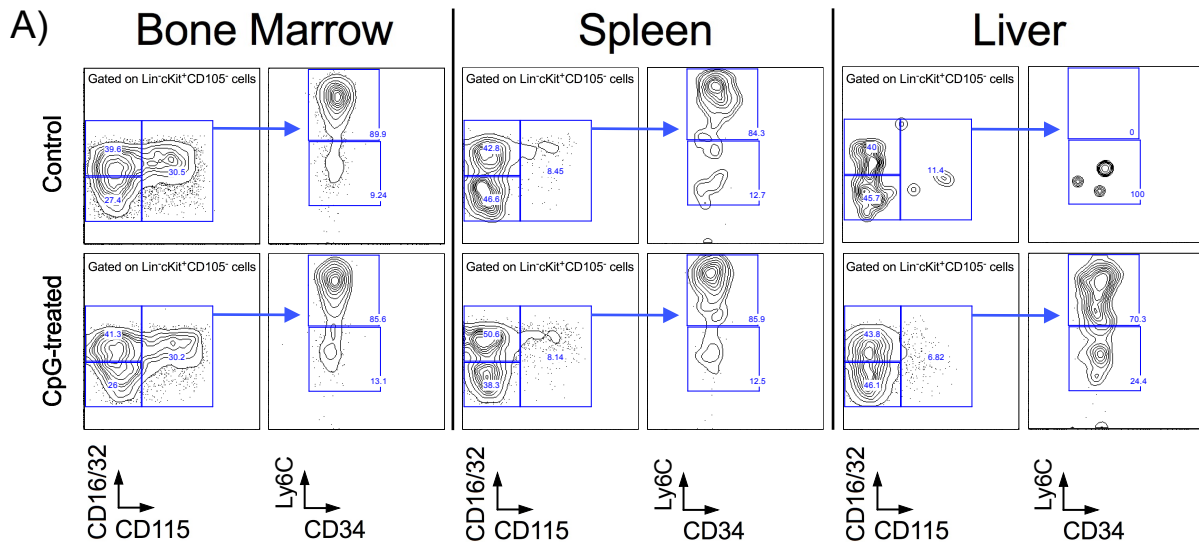 A)
Bone Marrow
Spleen
Liver
Control
Gated on Lin⁻cKit⁺CD105⁻ cells
39.6
30.5
27.4
89.9
9.24
Gated on Lin⁻cKit⁺CD105⁻ cells
42.8
8.45
46.6
84.3
12.7
Gated on Lin⁻cKit⁺CD105⁻ cells
40
11.4
45.7
0
100
CpG-treated
Gated on Lin⁻cKit⁺CD105⁻ cells
41.3
30.2
26
85.6
13.1
Gated on Lin⁻cKit⁺CD105⁻ cells
50.6
8.14
38.3
85.9
12.5
Gated on Lin⁻cKit⁺CD105⁻ cells
43.8
6.82
46.1
70.3
24.4
CD16/32
CD115
Ly6C
CD34
CD16/32
CD115
Ly6C
CD34
CD16/32
CD115
Ly6C
CD34